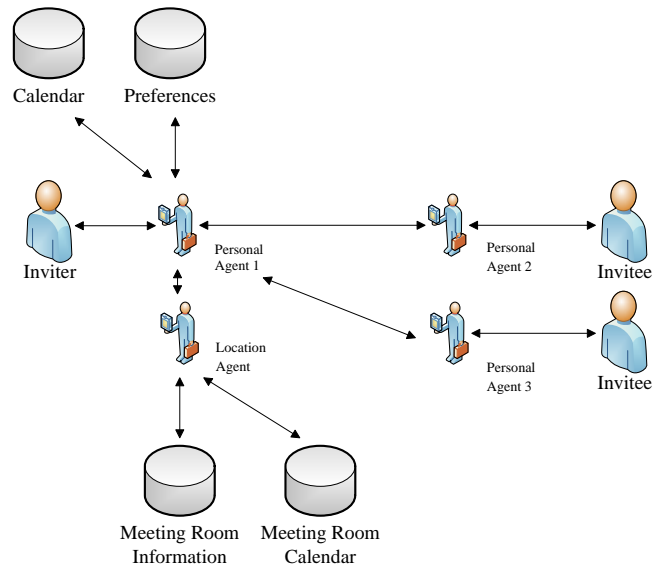 Calendar
Preferences
Inviter
Personal
Agent 1
Personal
Agent 2
Invitee
Location
Agent
Personal
Agent 3
Invitee
Meeting Room
Information
Meeting Room
Calendar